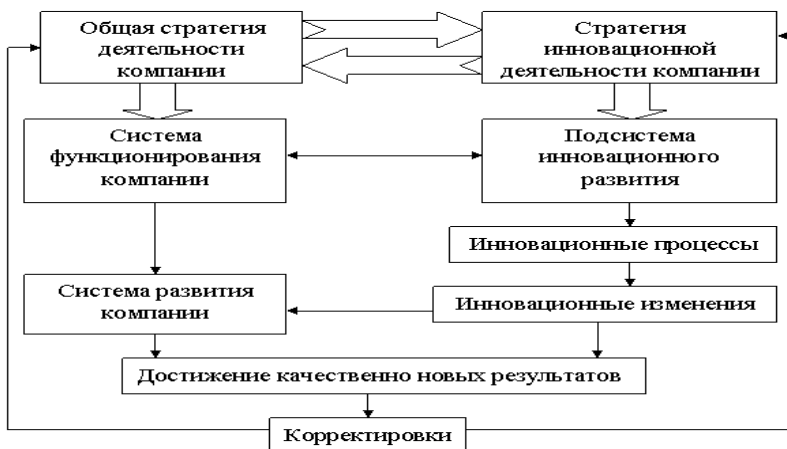 Общая стратегия
деятельности
компании
Стратегия
инновационной
деятельности компании
Система
функционирования
компании
Подсистема
инновационного
развития
Инновационные процессы
Система развития
компании
Инновационные изменения
Достижение качественно новых результатов
Корректировки